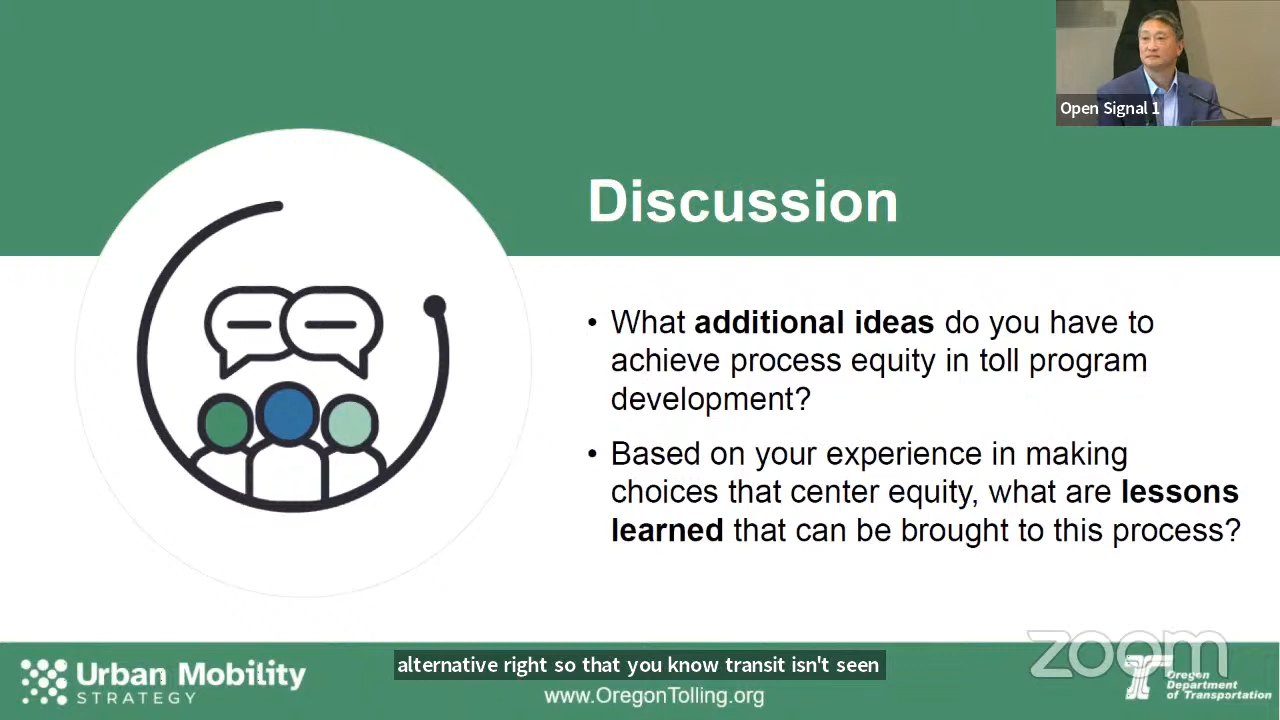 Open Signal 1
Discussion
• What additional ideas do you have to
achieve process equity in toll program
development?
• Based on your experience in making
choices that center equity, what are lessons
learned that can be brought to this process?
zoom
Urban Mobility
STRATEGY
alternative right so that you know transit isn't seen
www.OregonTolling.org
Oregon
Department
of Transportation